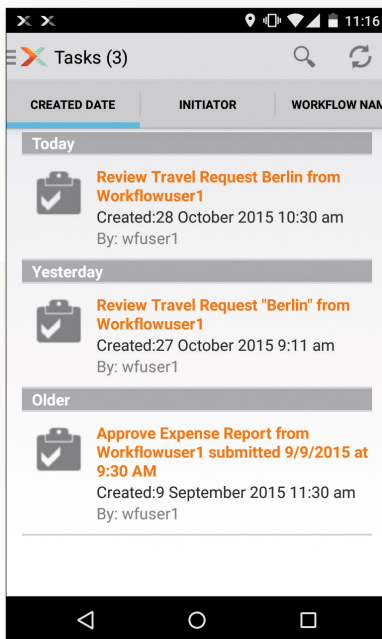 11:16
Tasks (3)
CREATED DATE INITIATOR WORKFLOW NAM
Today
Review Travel Request Berlin from
Workflowuser1
Created:28 October 2015 10:30 am
By: wfuser1
Yesterday
Review Travel Request "Berlin" from
Workflowuser1
Created:27 October 2015 9:11 am
By: wfuser1
Older
Approve Expense Report from
Workflowuser1 submitted 9/9/2015 at
9:30 AM
Created:9 September 2015 11:30 am
By: wfuser1